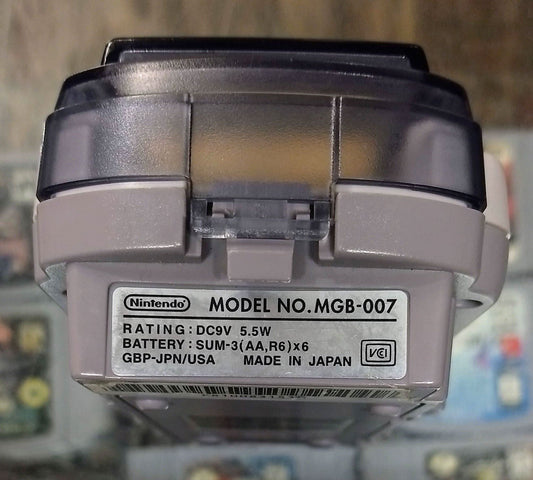 Nintendo MODEL NO. MGB-007
RATING: DC9V 5.5W
BATTERY: SUM-3(AA,R6)x6
GBP-JPN/USA MADE IN JAPAN VCI